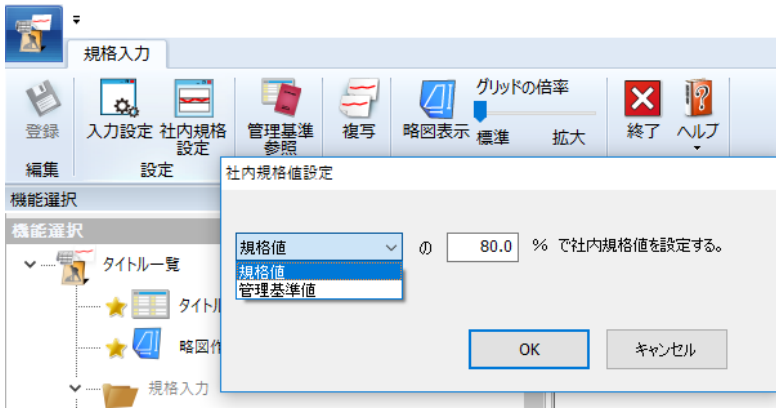 規格入力
登録
入力設定
社内規格
設定
管理基準
参照
複写
略図表示
グリッドの倍率
標準
拡大
終了
ヘルプ
編集
設定
機能選択
機能選択
タイトル一覧
タイトル
略図作
規格入力
社内規格値設定
規格値
の
80.0
% で社内規格値を設定する。
規格値
管理基準値
OK
キャンセル